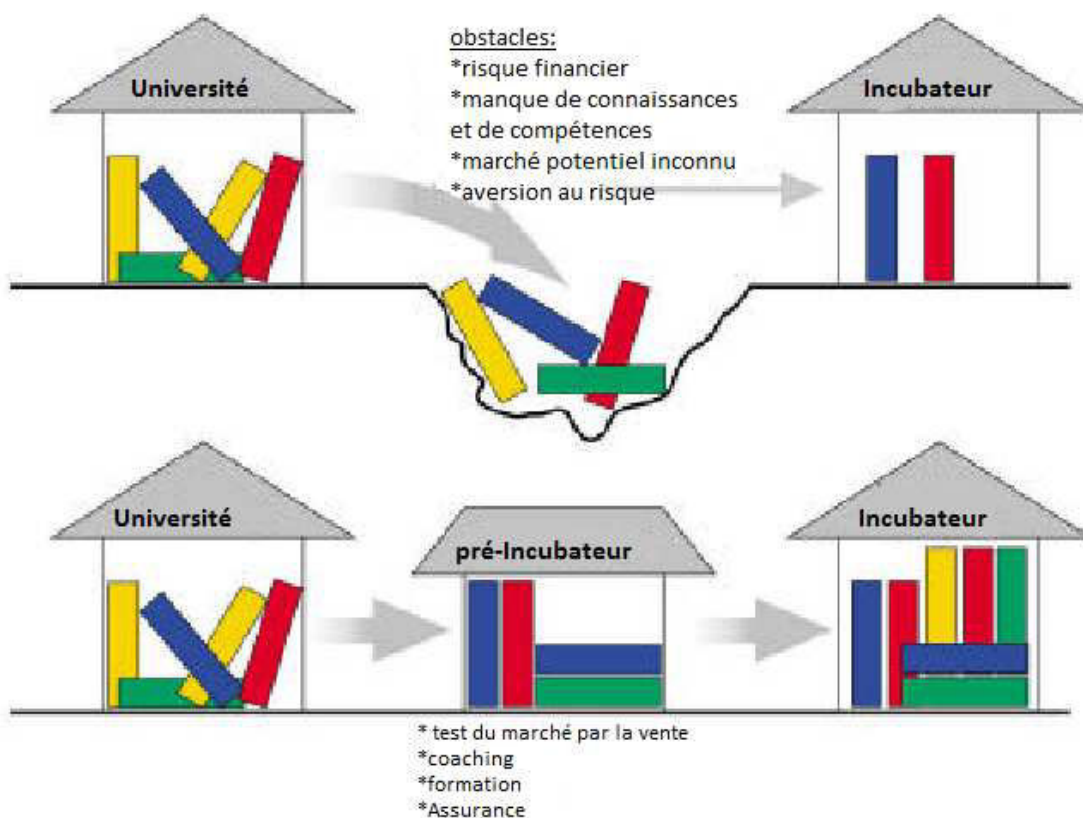 Université
obstacles:
*risque financier
*manque de connaissances
et de compétences
*marché potentiel inconnu
*aversion au risque
Incubateur
Université
pré-Incubateur
Incubateur
* test du marché par la vente
*coaching
*formation
*Assurance